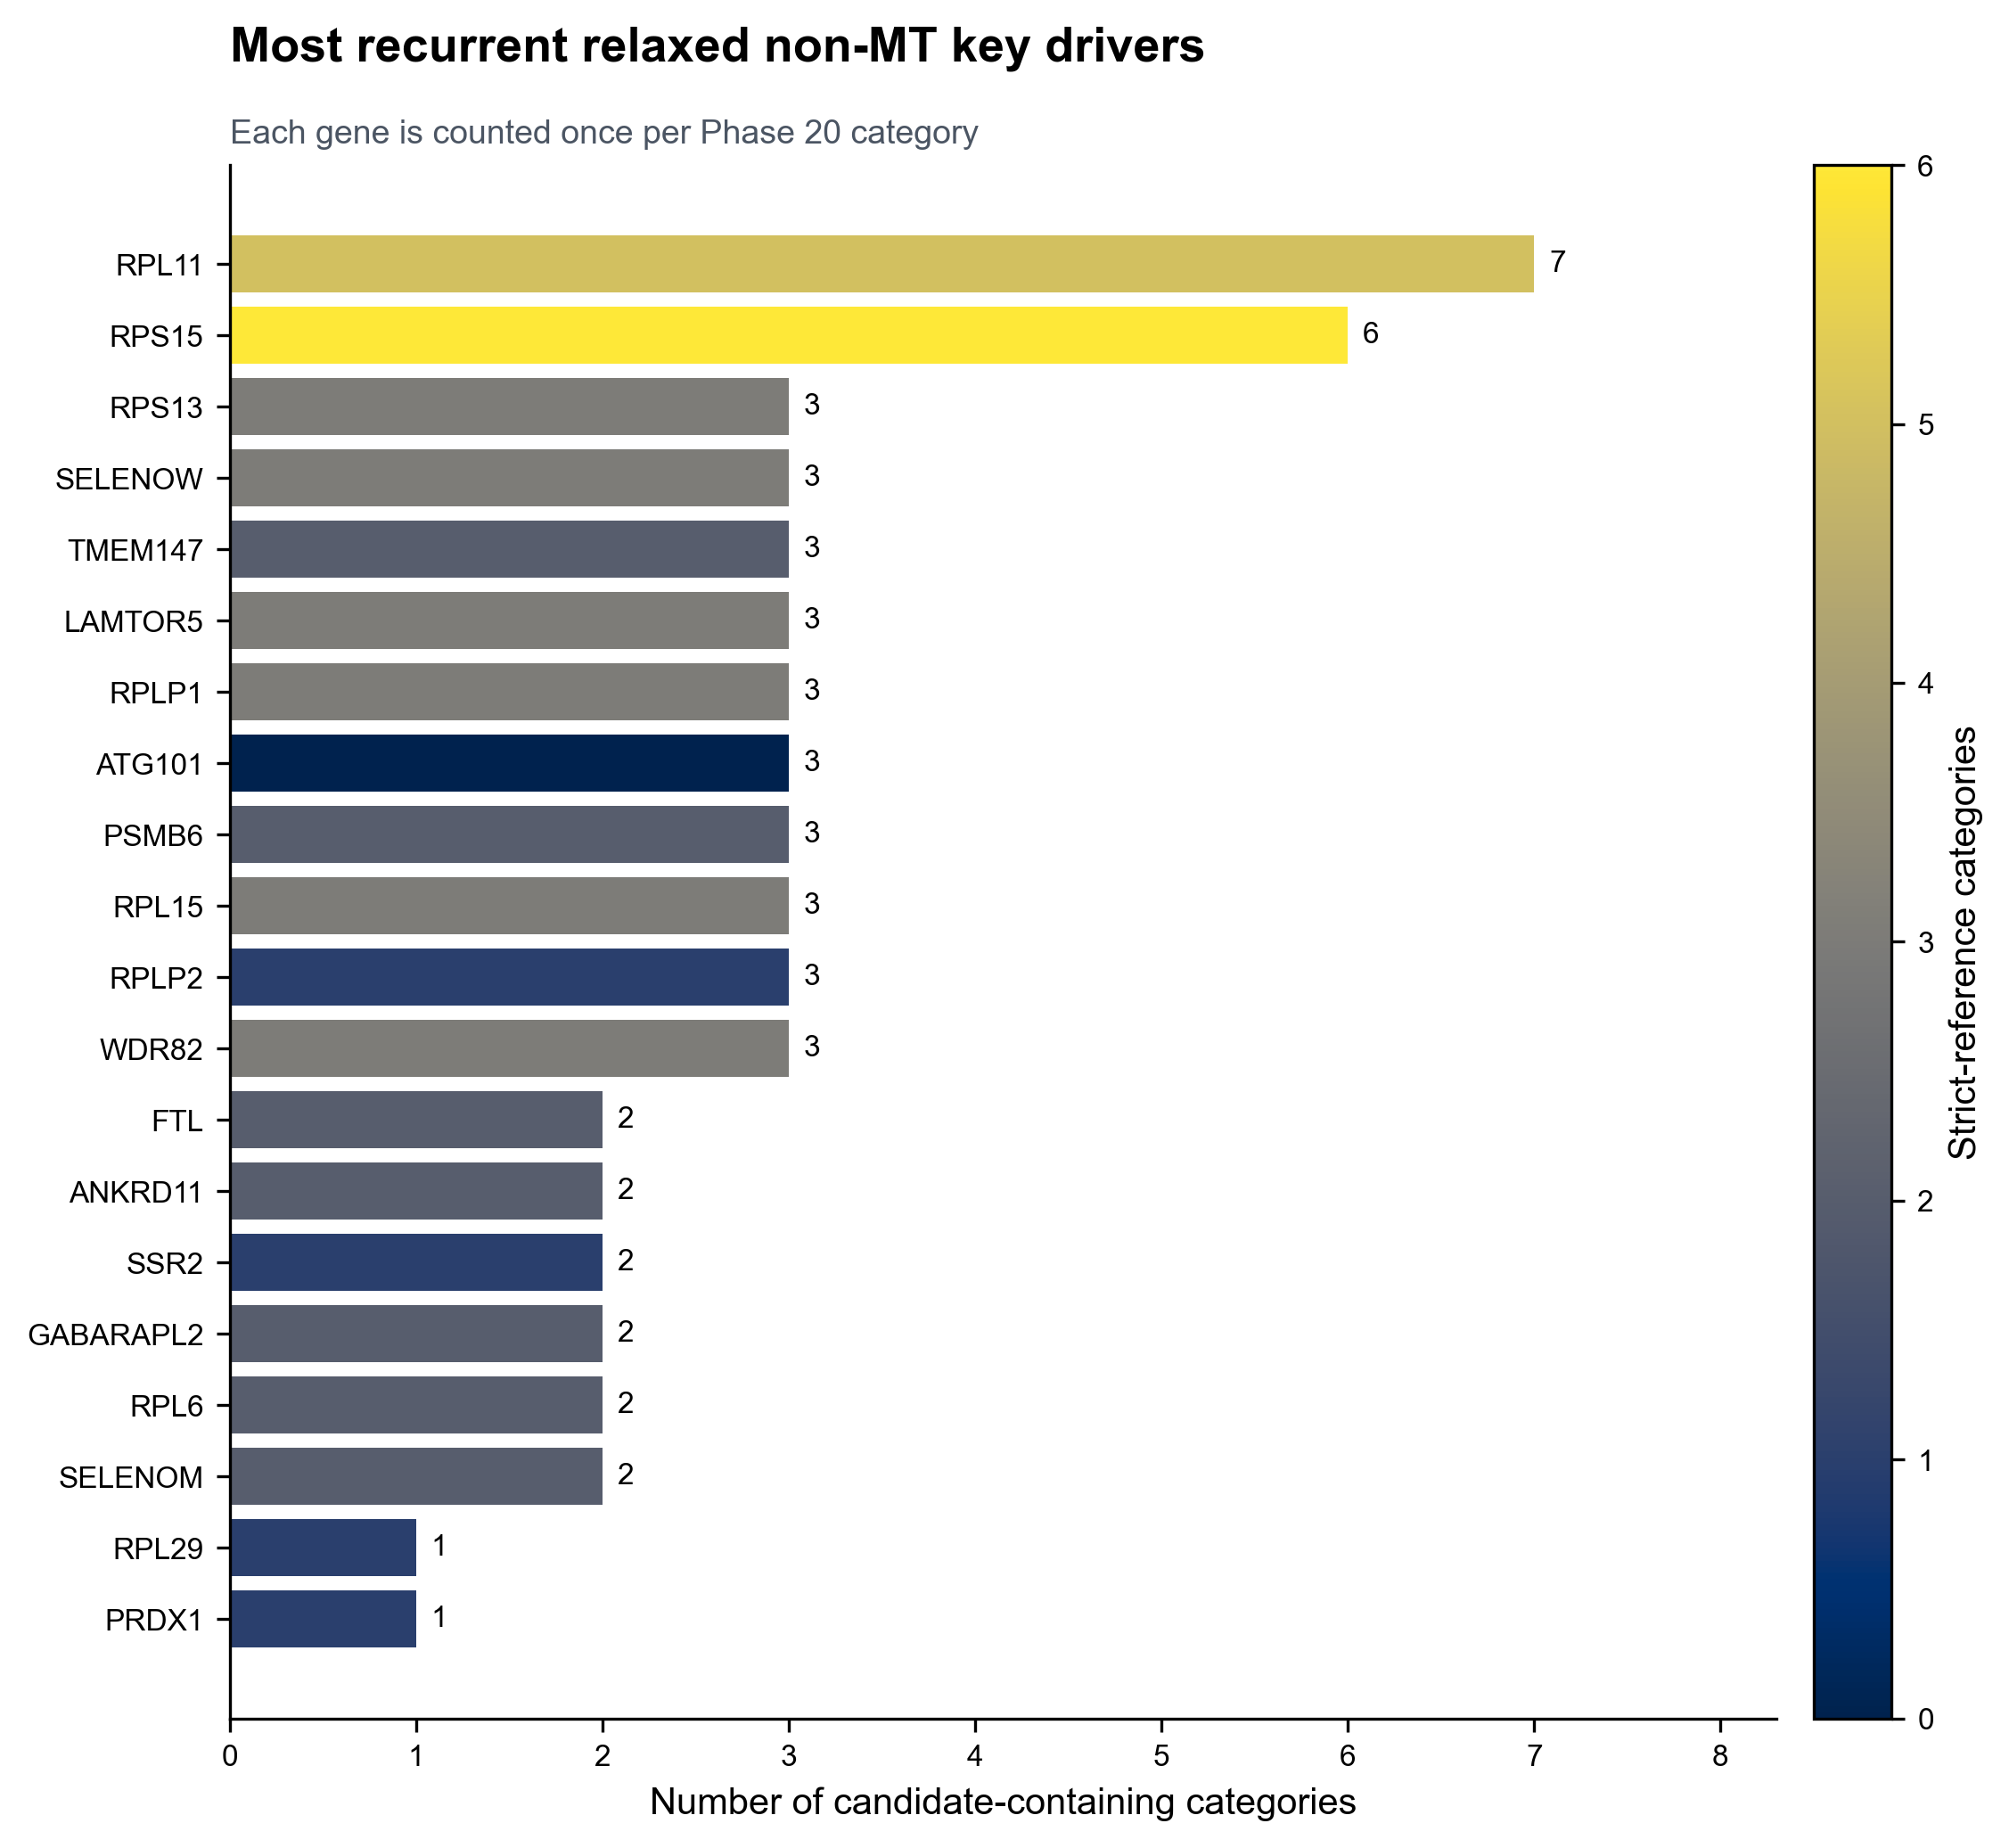 Most recurrent relaxed non-MT key drivers
Each gene is counted once per Phase 20 category
RPL11 7
RPS15 6
RPS13 3
SELENOW 3
TMEM147 3
LAMTOR5 3
RPLP1 3
ATG101 3
PSMB6 3
RPL15 3
RPLP2 3
WDR82 3
FTL 2
ANKRD11 2
SSR2 2
GABARAPL2 2
RPL6 2
SELENOM 2
RPL29 1
PRDX1 1
0 1 2 3 4 5 6 7 8
Number of candidate-containing categories
6
5
4
3
2
1
0
Strict-reference categories